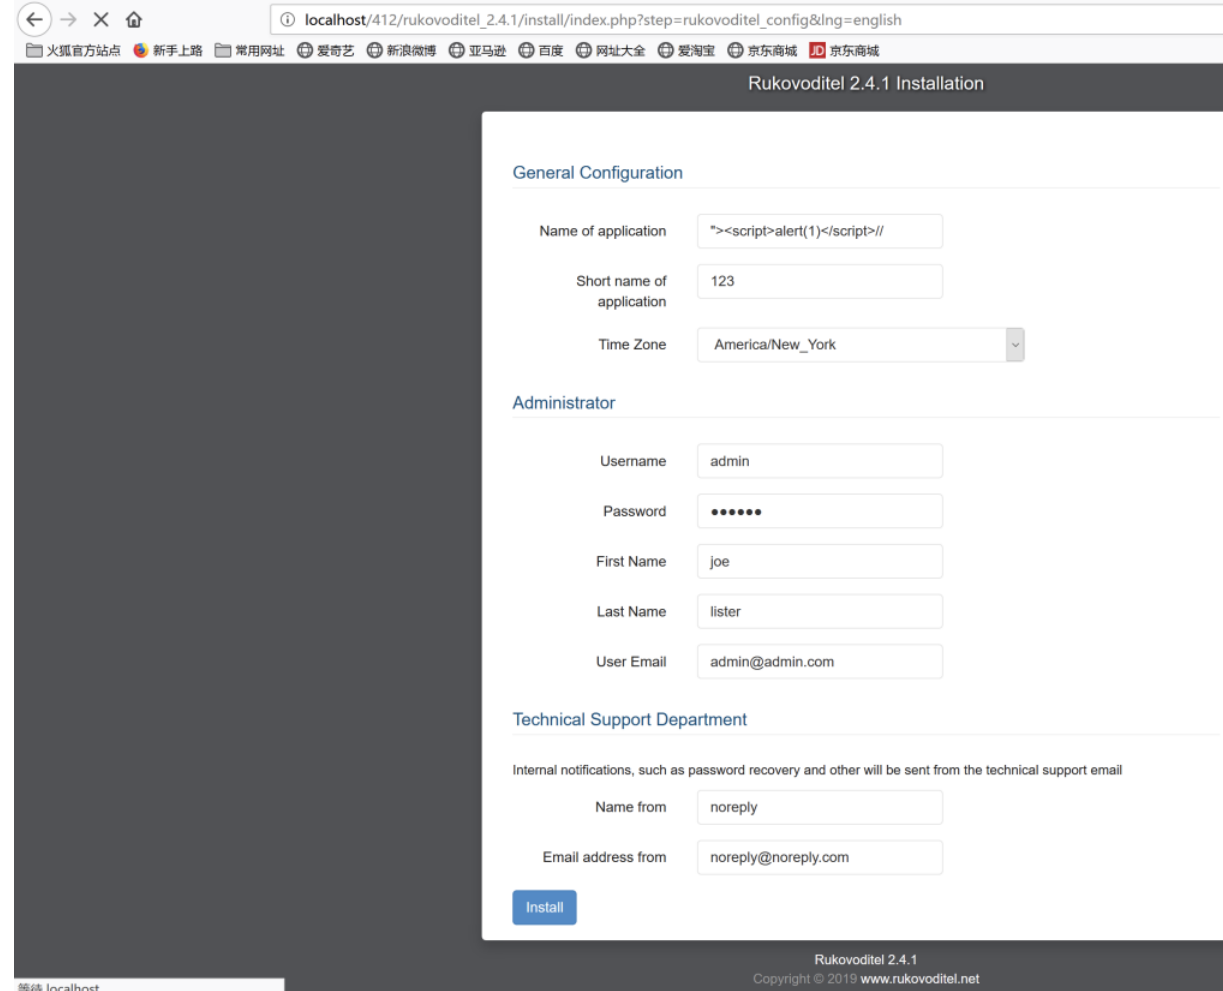 localhost/412/rukovoditel_2.4.1/install/index.php?step=rukovoditel_config&lng=english
火狐官方站点 新手上路 常用网址 爱奇艺 新浪微博 亚马逊 百度 网址大全 爱淘宝 京东商城 JD 京东商城
Rukovoditel 2.4.1 Installation
General Configuration
Name of application "><script>alert(1)</script>//
Short name of
application
123
Time Zone America/New_York
Administrator
Username admin
Password ••••••
First Name joe
Last Name lister
User Email admin@admin.com
Technical Support Department
Internal notifications, such as password recovery and other will be sent from the technical support email
Name from noreply
Email address from noreply@noreply.com
Install
Rukovoditel 2.4.1
Copyright © 2019 www.rukovoditel.net
等待 localhost